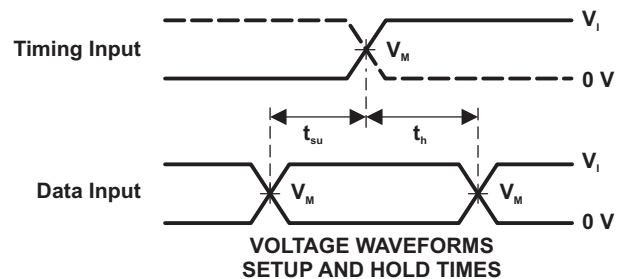 V_I
Timing Input
V_M
0 V
t_su
t_h
V_I
Data Input
V_M
V_M
0 V
VOLTAGE WAVEFORMS
SETUP AND HOLD TIMES